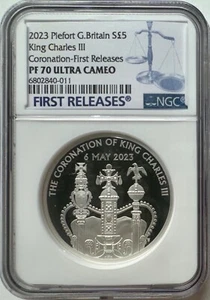 2023 Piefort G.Britain S£5
King Charles III
Coronation-First Releases
PF 70 ULTRA CAMEO
6802840-011
FIRST RELEASES®
NGC
THE CORONATION OF KING CHARLES III
6 MAY 2023